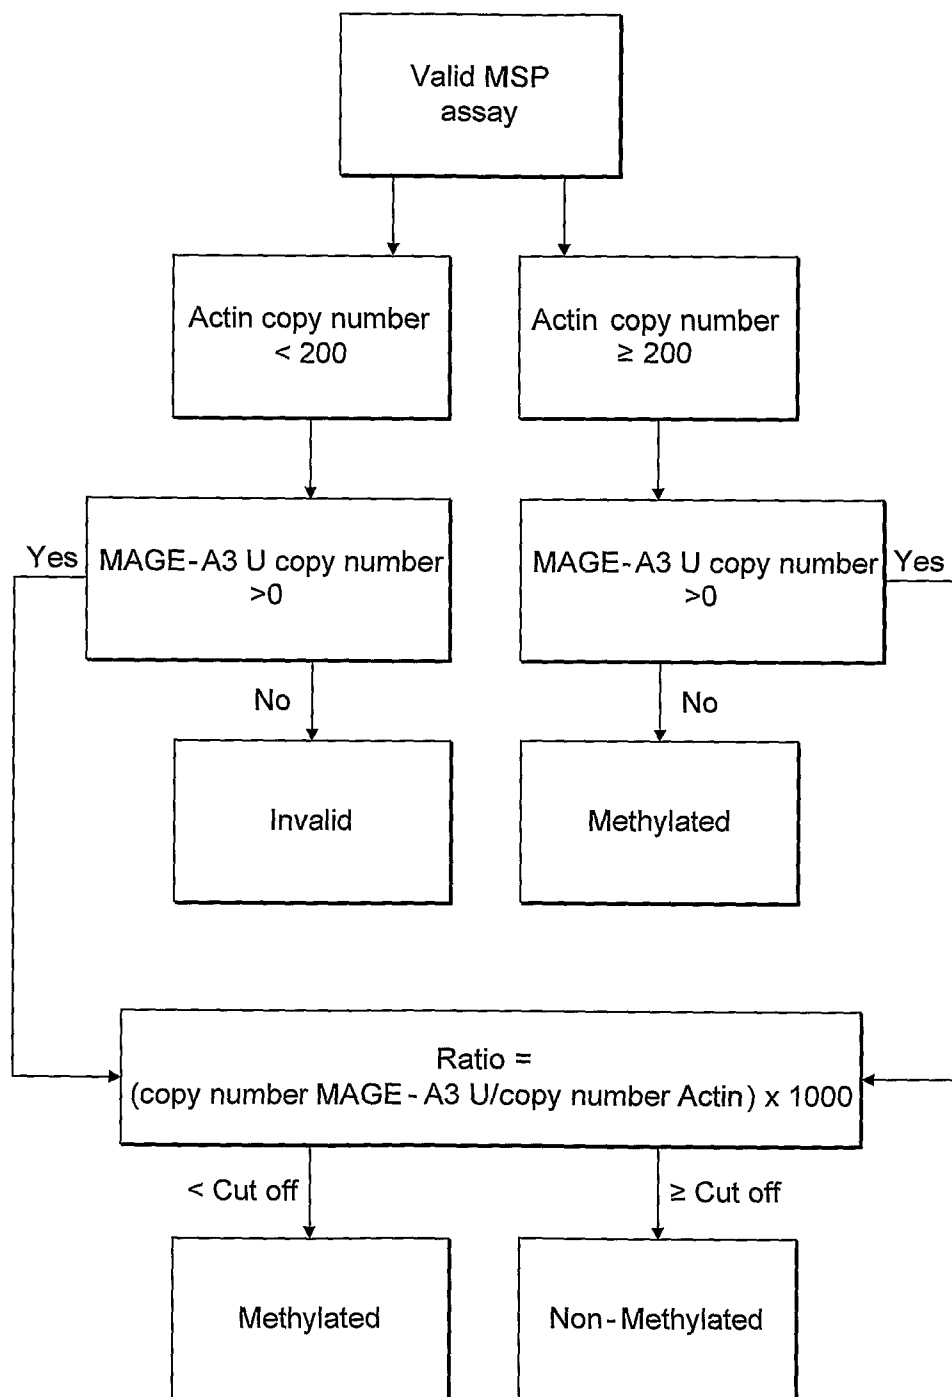 Valid MSP
assay
Actin copy number
< 200
Actin copy number
≥ 200
Yes
MAGE-A3 U copy number
>0
MAGE-A3 U copy number
>0
Yes
No
No
Invalid
Methylated
Ratio =
(copy number MAGE-A3 U/copy number Actin) x 1000
< Cut off
≥ Cut off
Methylated
Non-Methylated